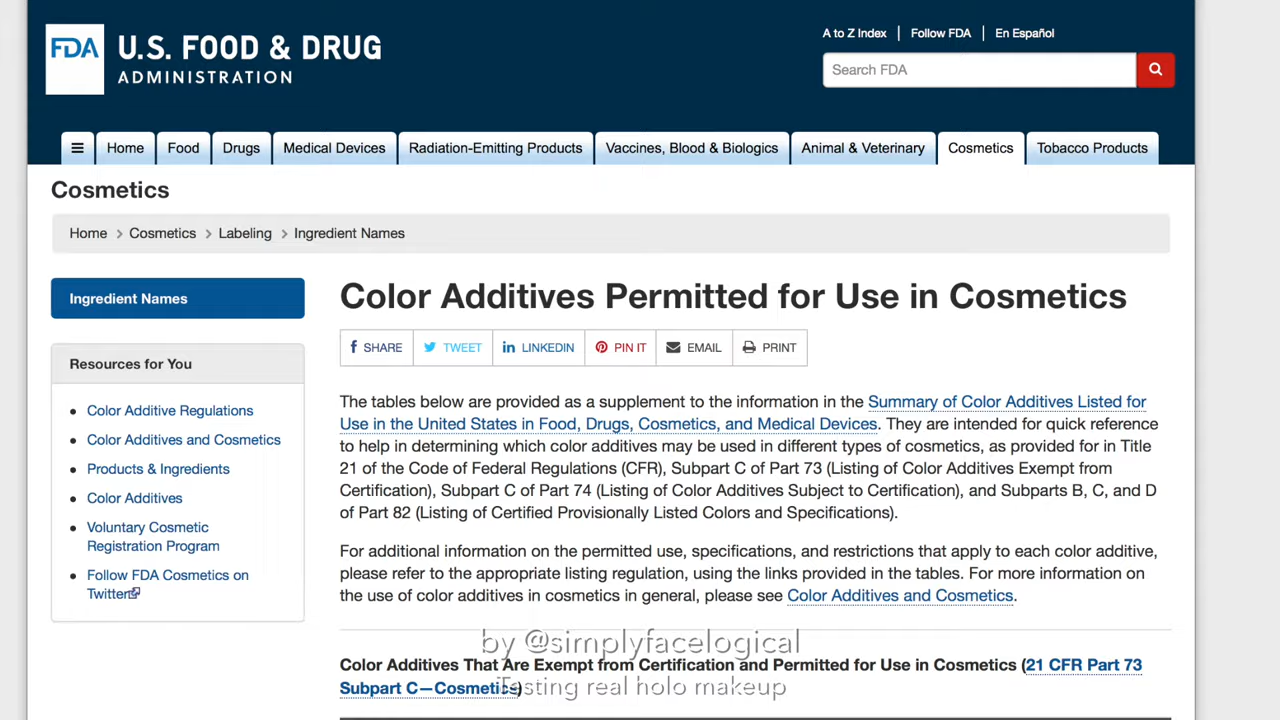 FDA
U.S. FOOD & DRUG
ADMINISTRATION
A to Z Index
Follow FDA
En Español
Search FDA
Home
Food
Drugs
Medical Devices
Radiation-Emitting Products
Vaccines, Blood & Biologics
Animal & Veterinary
Cosmetics
Tobacco Products
Cosmetics
Home > Cosmetics > Labeling > Ingredient Names
Ingredient Names
Resources for You
• Color Additive Regulations
• Color Additives and Cosmetics
• Products & Ingredients
• Color Additives
• Voluntary Cosmetic
Registration Program
• Follow FDA Cosmetics on
Twitter
Color Additives Permitted for Use in Cosmetics
SHARE
TWEET
LINKEDIN
PIN IT
EMAIL
PRINT
The tables below are provided as a supplement to the information in the Summary of Color Additives Listed for
Use in the United States in Food, Drugs, Cosmetics, and Medical Devices. They are intended for quick reference
to help in determining which color additives may be used in different types of cosmetics, as provided for in Title
21 of the Code of Federal Regulations (CFR), Subpart C of Part 73 (Listing of Color Additives Exempt from
Certification), Subpart C of Part 74 (Listing of Color Additives Subject to Certification), and Subparts B, C, and D
of Part 82 (Listing of Certified Provisionally Listed Colors and Specifications).
For additional information on the permitted use, specifications, and restrictions that apply to each color additive,
please refer to the appropriate listing regulation, using the links provided in the tables. For more information on
the use of color additives in cosmetics in general, please see Color Additives and Cosmetics.
by @simplyfacelogical
Color Additives That Are Exempt from Certification and Permitted for Use in Cosmetics (21 CFR Part 73
Subpart C—Cosmetics)
Testing real holo makeup